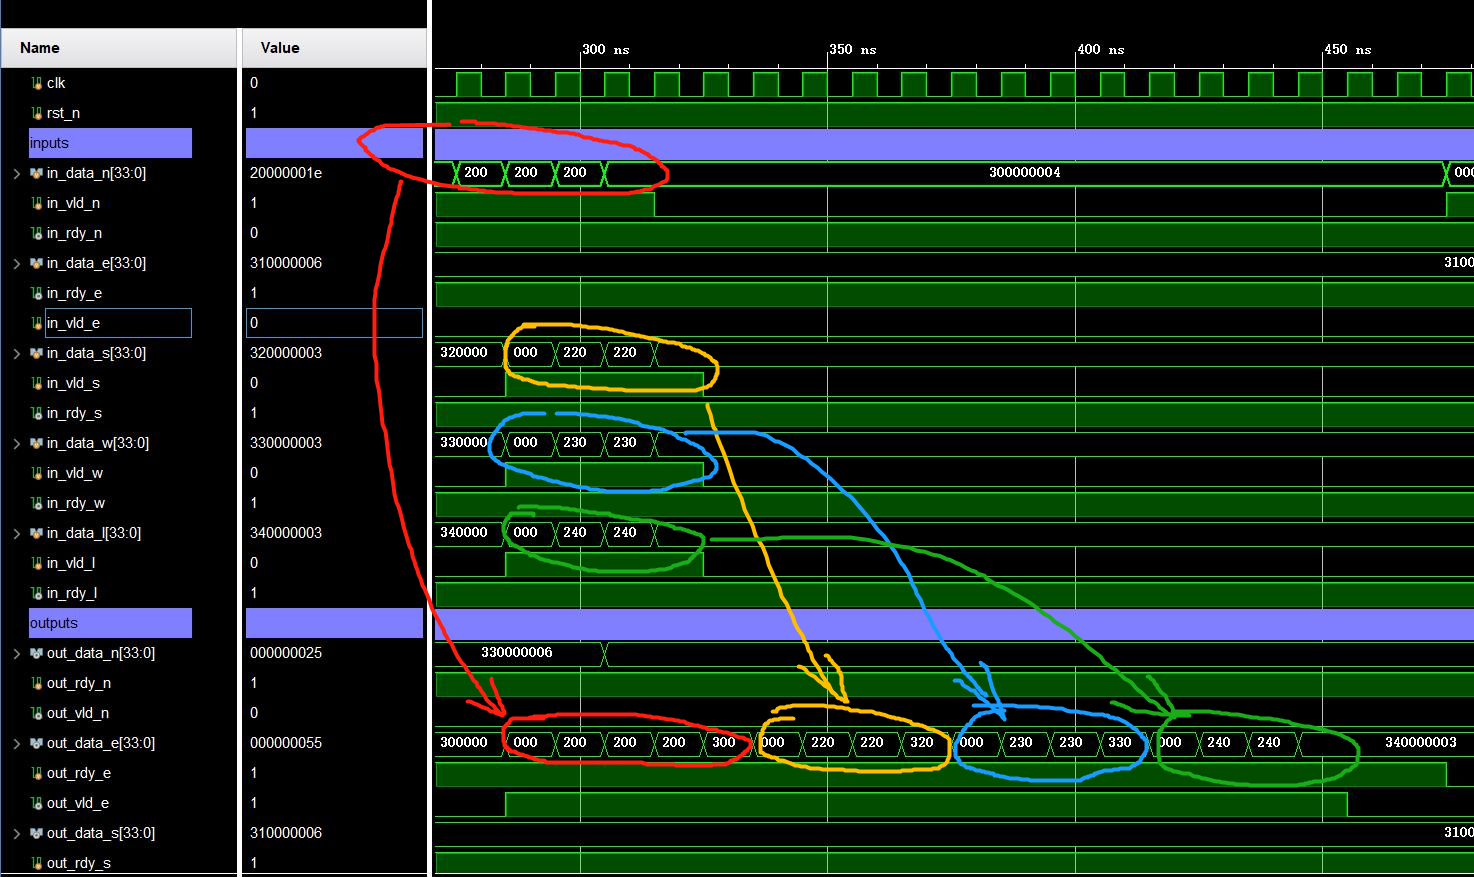 Name Value 300 ns 350 ns 400 ns 450 ns
clk 0
rst_n 1
inputs
in_data_n[33:0] 20000001e 200 200 200 300000004 000
in_vld_n 1
in_rdy_n 0
in_data_e[33:0] 310000006 3100
in_rdy_e 1
in_vld_e 0
in_data_s[33:0] 320000003 320000 000 220 220
in_vld_s 0
in_rdy_s 1
in_data_w[33:0] 330000003 330000 000 230 230
in_vld_w 0
in_rdy_w 1
in_data_l[33:0] 340000003 340000 000 240 240
in_vld_l 0
in_rdy_l 1
outputs
out_data_n[33:0] 000000025 330000006
out_rdy_n 1
out_vld_n 0
out_data_e[33:0] 000000055 300000 000 200 200 200 300 000 220 220 320 000 230 230 330 000 240 240 340000003
out_rdy_e 1
out_vld_e 1
out_data_s[33:0] 310000006 3100
out_rdy_s 1